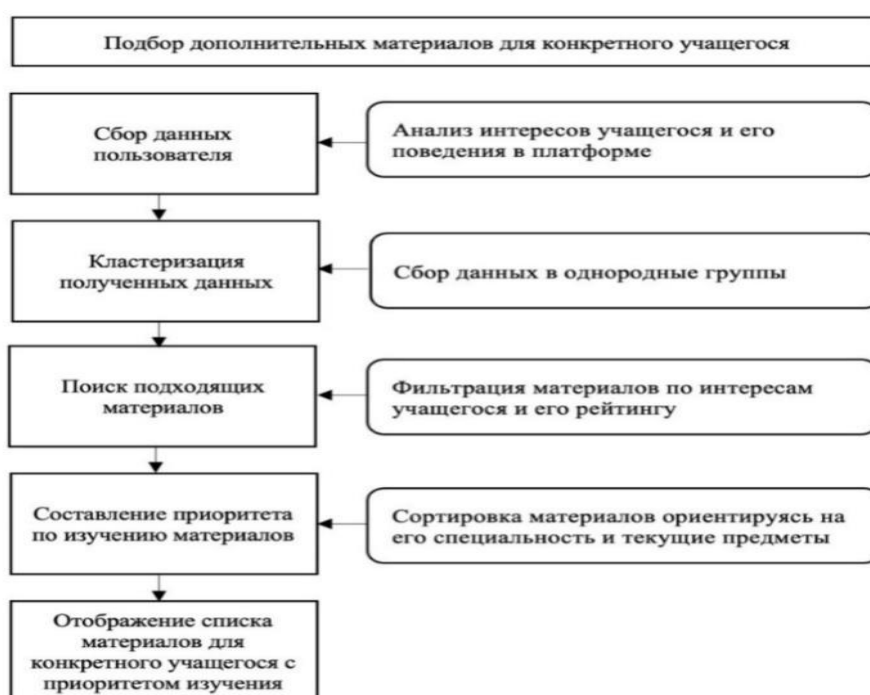 Подбор дополнительных материалов для конкретного учащегося
Сбор данных
пользователя
Анализ интересов учащегося и его
поведения в платформе
Кластеризация
полученных данных
Сбор данных в однородные группы
Поиск подходящих
материалов
Фильтрация материалов по интересам
учащегося и его рейтингу
Составление приоритета
по изучению материалов
Сортировка материалов ориентируясь на
его специальность и текущие предметы
Отображение списка
материалов для
конкретного учащегося с
приоритетом изучения